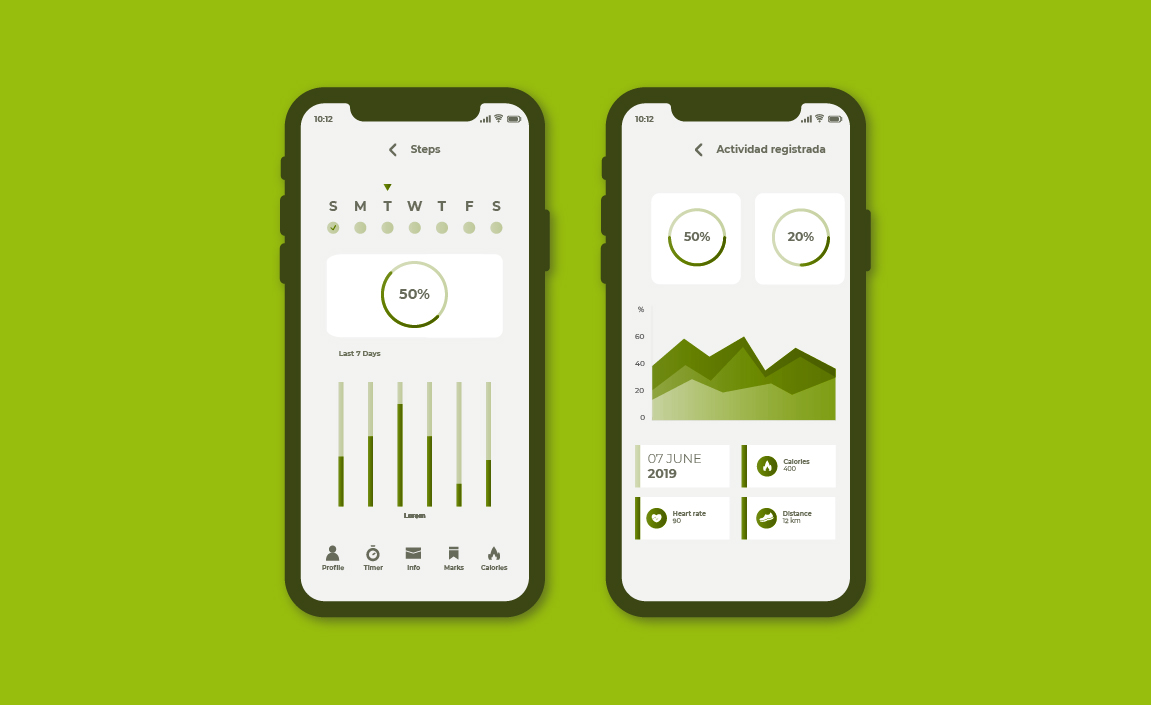 10:12
Steps
S M T W T F S
50%
Last 7 Days
Profile Timer Info Marks Calories
10:12
Actividad registrada
50% 20%
%
60
40
20
0
07 JUNE
2019
Calories
400
Heart rate
90
Distance
12 km